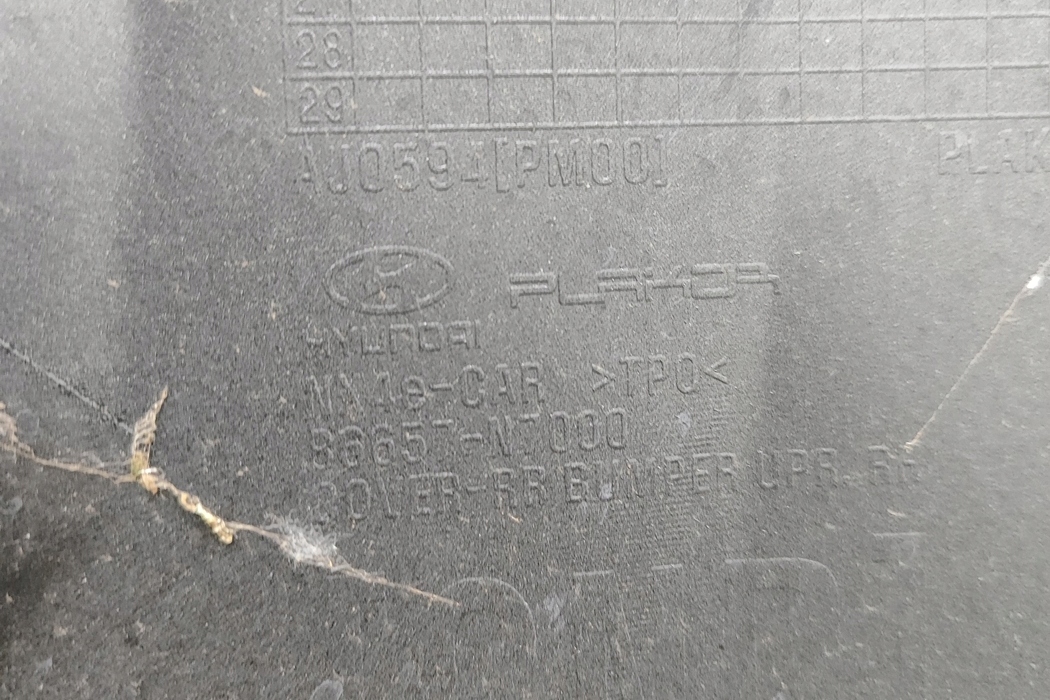 28
29
AJ0594[PM00]
PLAK
PLAKOR
HYUNDAI
NX4e-CAR >TPO<
86657-N7000
COVER-RR BUMPER UPR, RH